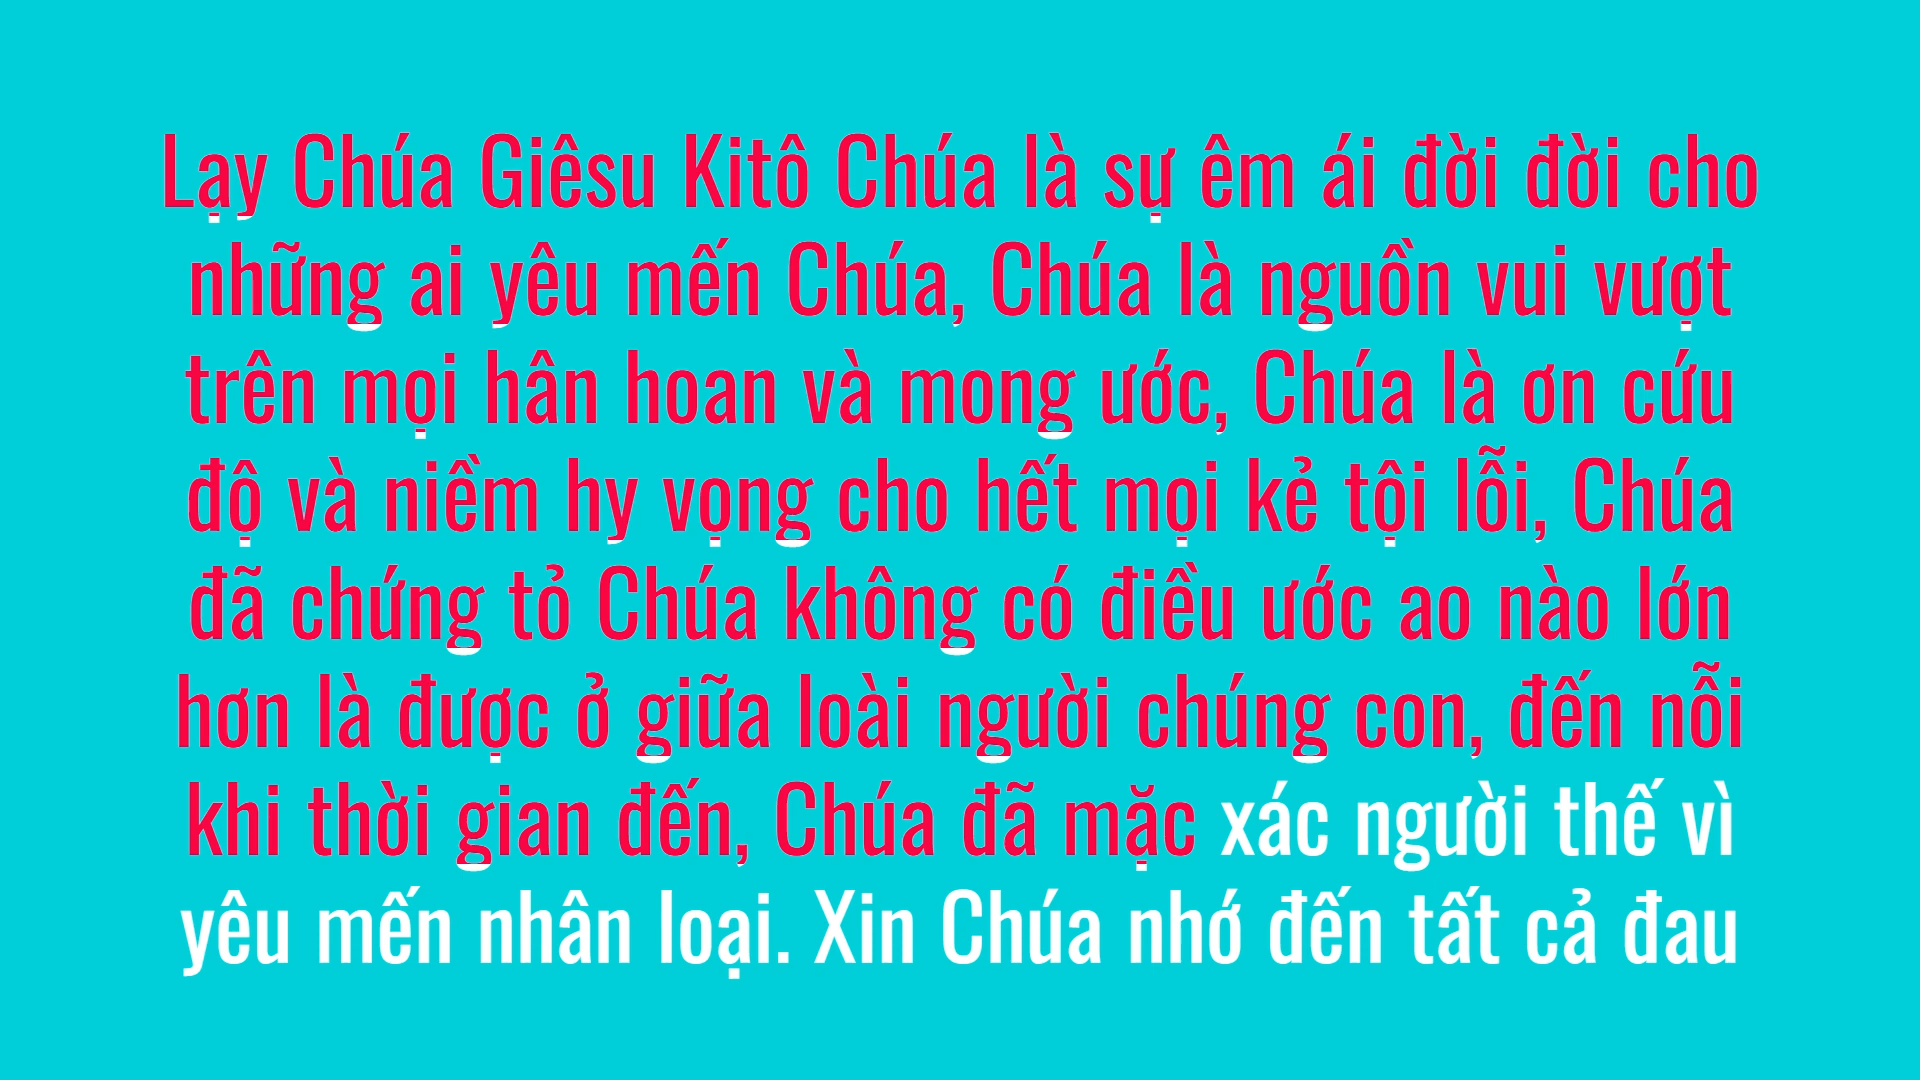 Lạy Chúa Giêsu Kitô Chúa là sự êm ái đời đời cho
những ai yêu mến Chúa, Chúa là nguồn vui vượt
trên mọi hân hoan và mong ước, Chúa là ơn cứu
độ và niềm hy vọng cho hết mọi kẻ tội lỗi, Chúa
đã chứng tỏ Chúa không có điều ước ao nào lớn
hơn là được ở giữa loài người chúng con, đến nỗi
khi thời gian đến, Chúa đã mặc xác người thế vì
yêu mến nhân loại. Xin Chúa nhớ đến tất cả đau